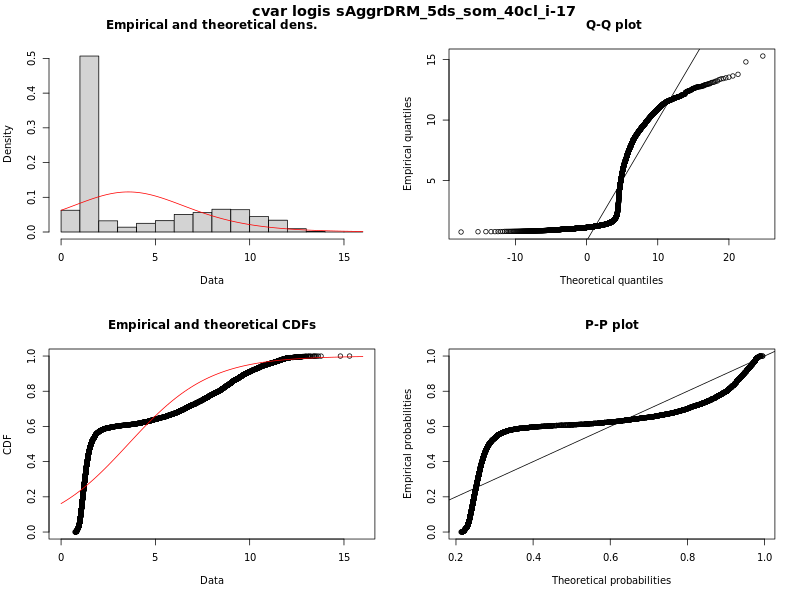 cvar logis sAggrDRM_5ds_som_40cl_i-17
Empirical and theoretical dens.
Density
0.0 0.1 0.2 0.3 0.4 0.5
0 5 10 15
Data
Q-Q plot
Empirical quantiles
5 10 15
-10 0 10 20
Theoretical quantiles
Empirical and theoretical CDFs
CDF
0.0 0.2 0.4 0.6 0.8 1.0
0 5 10 15
Data
P-P plot
Empirical probabilities
0.0 0.2 0.4 0.6 0.8 1.0
0.2 0.4 0.6 0.8 1.0
Theoretical probabilities